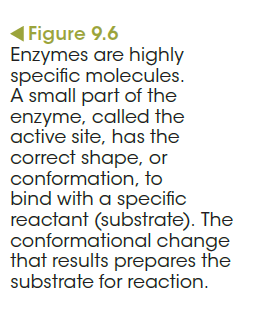 ◀ Figure 9.6
Enzymes are highly
specific molecules.
A small part of the
enzyme, called the
active site, has the
correct shape, or
conformation, to
bind with a specific
reactant (substrate). The
conformational change
that results prepares the
substrate for reaction.